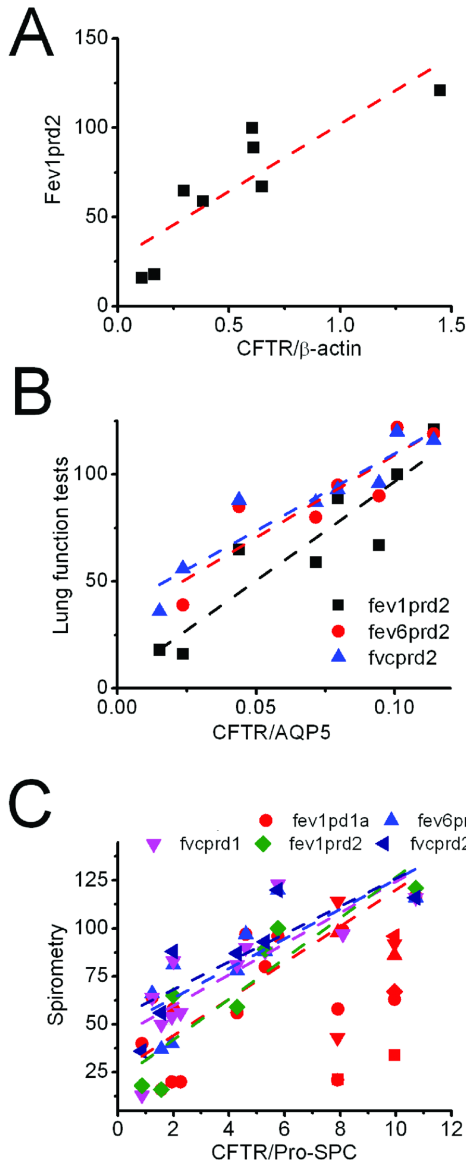 A
150
100
50
0
Fev1prd2
0.0 0.5 1.0 1.5
CFTR/β-actin
B
100
50
0
Lung function tests
fev1prd2
fev6prd2
fvcprd2
0.00 0.05 0.10
CFTR/AQP5
C
fev1pd1a fev6pr
fvcprd1 fev1prd2 fvcprd2
125
100
75
50
25
Spirometry
0 2 4 6 8 10 12
CFTR/Pro-SPC